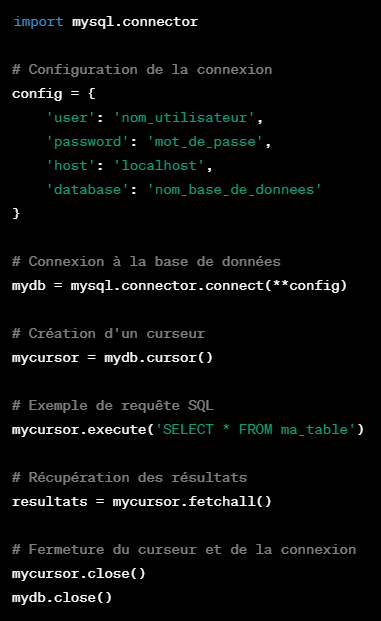 import mysql.connector
# Configuration de la connexion
config = {
    'user': 'nom_utilisateur',
    'password': 'mot_de_passe',
    'host': 'localhost',
    'database': 'nom_base_de_donnees'
}
# Connexion à la base de données
mydb = mysql.connector.connect(**config)
# Création d'un curseur
mycursor = mydb.cursor()
# Exemple de requête SQL
mycursor.execute('SELECT * FROM ma_table')
# Récupération des résultats
resultats = mycursor.fetchall()
# Fermeture du curseur et de la connexion
mycursor.close()
mydb.close()